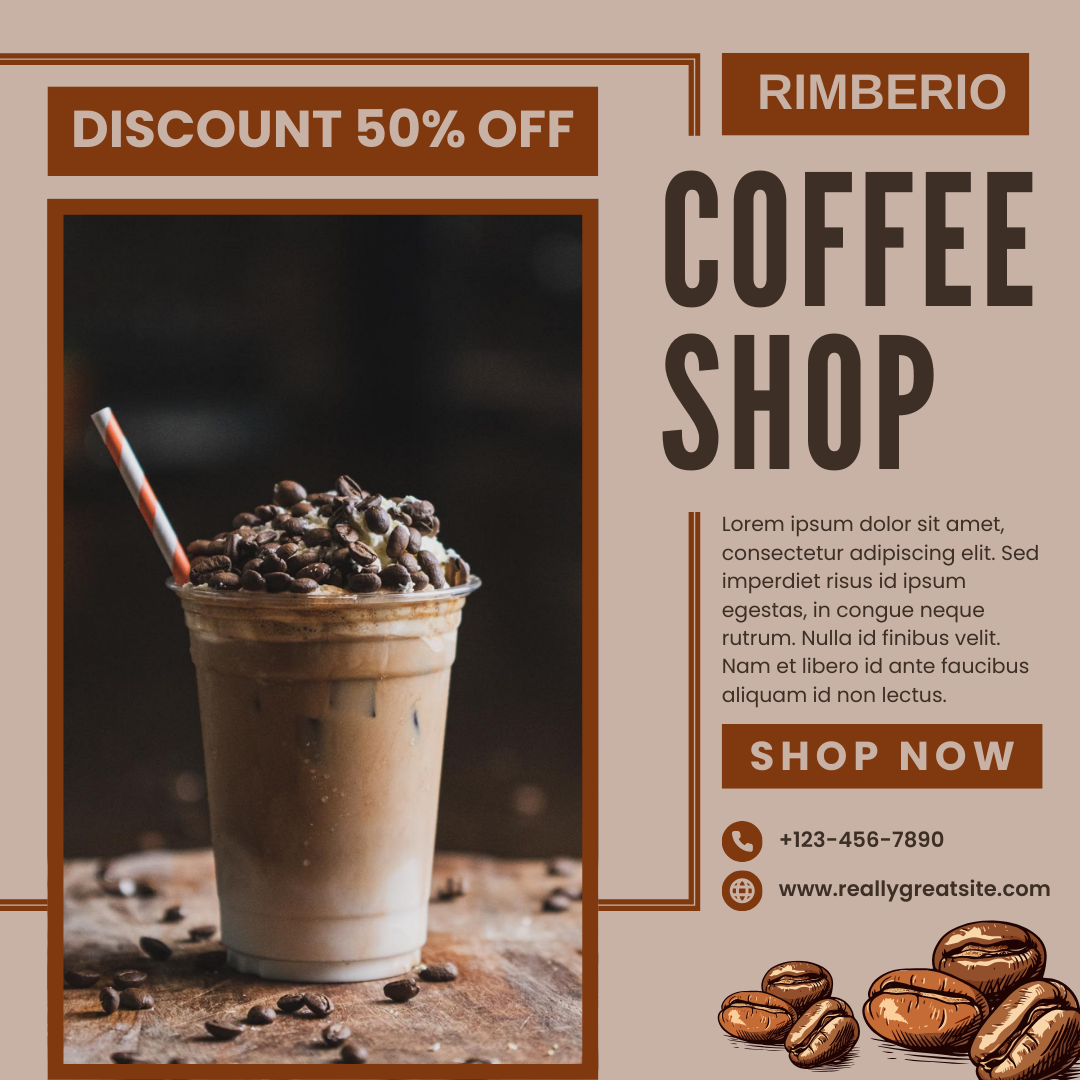 DISCOUNT 50% OFF
RIMBERIO
COFFEE
SHOP
Lorem ipsum dolor sit amet,
consectetur adipiscing elit. Sed
imperdiet risus id ipsum
egestas, in congue neque
rutrum. Nulla id finibus velit.
Nam et libero id ante faucibus
aliquam id non lectus.
SHOP NOW
+123-456-7890
www.reallygreatsite.com